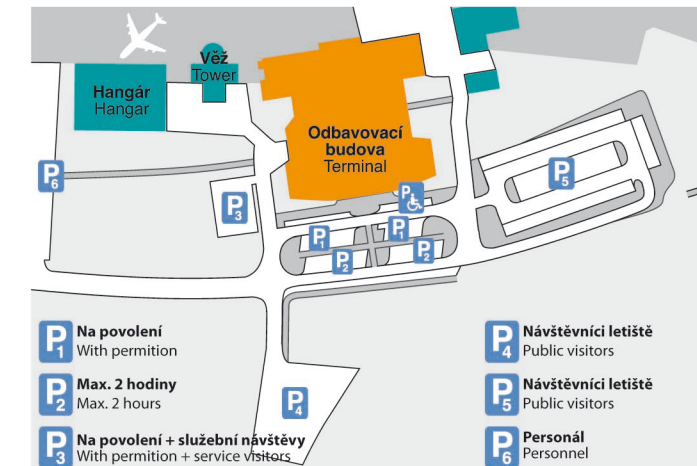 Věž
Tower
Hangár
Hangar
Odbavovací
budova
Terminal
P6
P3
P
P5
P1
P1
P2
P2
P4
P1
Na povolení
With permition
P2
Max. 2 hodiny
Max. 2 hours
P3
Na povolení + služební návštěvy
With permition + service visitors
P4
Návštěvníci letiště
Public visitors
P5
Návštěvníci letiště
Public visitors
P6
Personál
Personnel